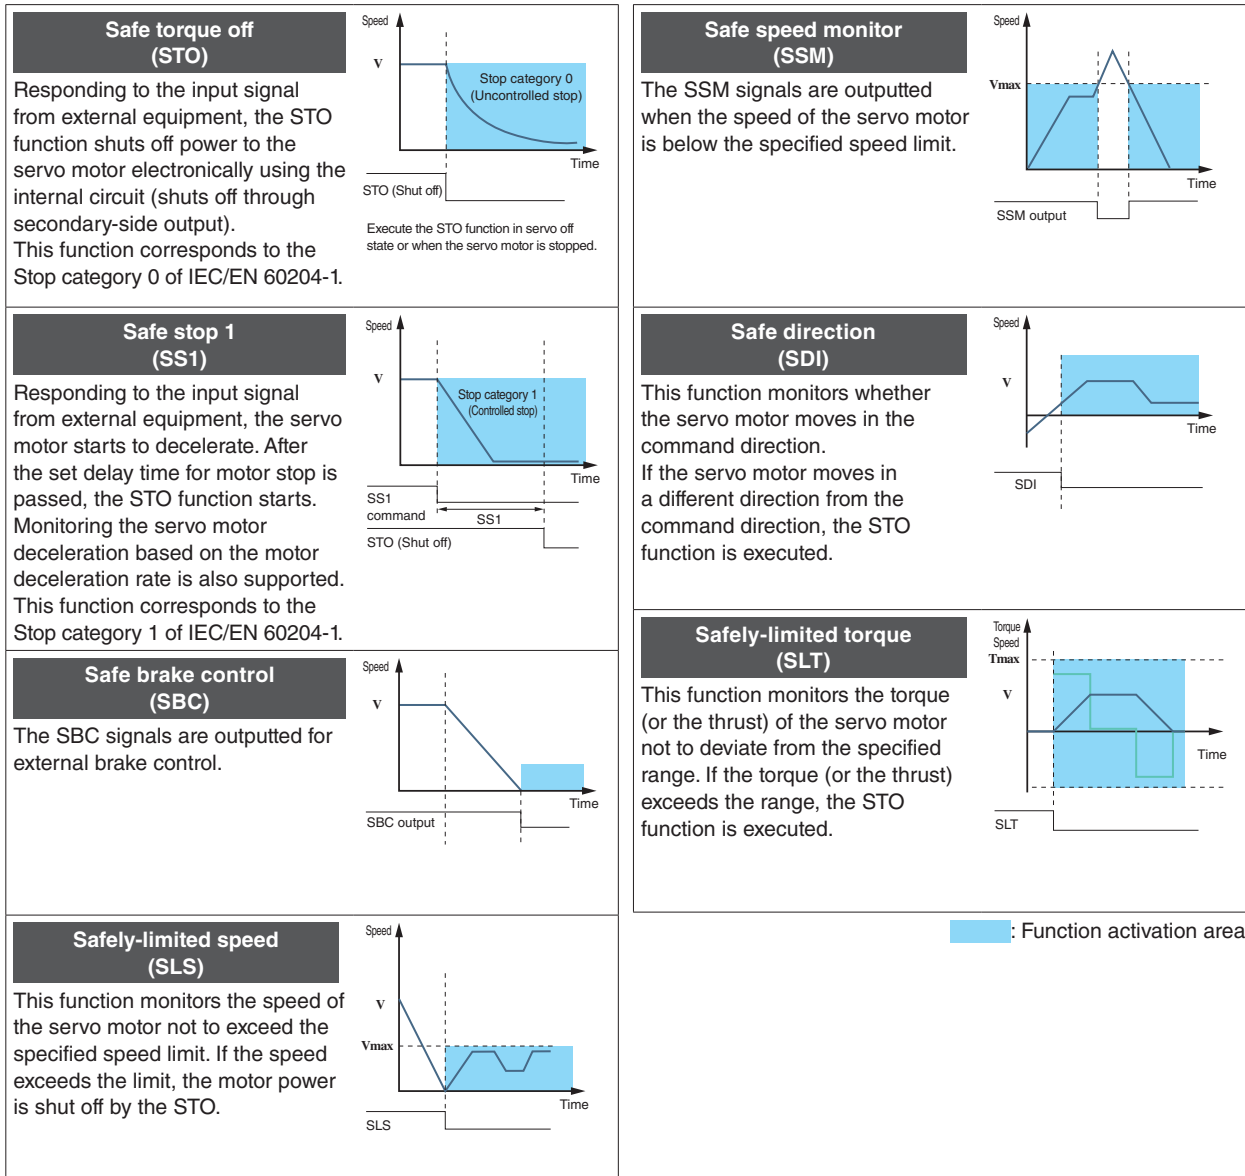 Safe torque off
(STO)
Responding to the input signal
from external equipment, the STO
function shuts off power to the
servo motor electronically using the
internal circuit (shuts off through
secondary-side output).
This function corresponds to the
Stop category 0 of IEC/EN 60204-1.
Speed
V
Stop category 0
(Uncontrolled stop)
Time
STO (Shut off)
Execute the STO function in servo off
state or when the servo motor is stopped.
Safe stop 1
(SS1)
Responding to the input signal
from external equipment, the servo
motor starts to decelerate. After
the set delay time for motor stop is
passed, the STO function starts.
Monitoring the servo motor
deceleration based on the motor
deceleration rate is also supported.
This function corresponds to the
Stop category 1 of IEC/EN 60204-1.
Speed
V
Stop category 1
(Controlled stop)
Time
SS1
command
SS1
STO (Shut off)
Safe brake control
(SBC)
The SBC signals are outputted for
external brake control.
Speed
V
Time
SBC output
Safely-limited speed
(SLS)
This function monitors the speed of
the servo motor not to exceed the
specified speed limit. If the speed
exceeds the limit, the motor power
is shut off by the STO.
Speed
V
Vmax
Time
SLS
Safe speed monitor
(SSM)
The SSM signals are outputted
when the speed of the servo motor
is below the specified speed limit.
Speed
Vmax
Time
SSM output
Safe direction
(SDI)
This function monitors whether
the servo motor moves in the
command direction.
If the servo motor moves in
a different direction from the
command direction, the STO
function is executed.
Speed
V
Time
SDI
Safely-limited torque
(SLT)
This function monitors the torque
(or the thrust) of the servo motor
not to deviate from the specified
range. If the torque (or the thrust)
exceeds the range, the STO
function is executed.
Torque
Speed
Tmax
V
Time
SLT
: Function activation area